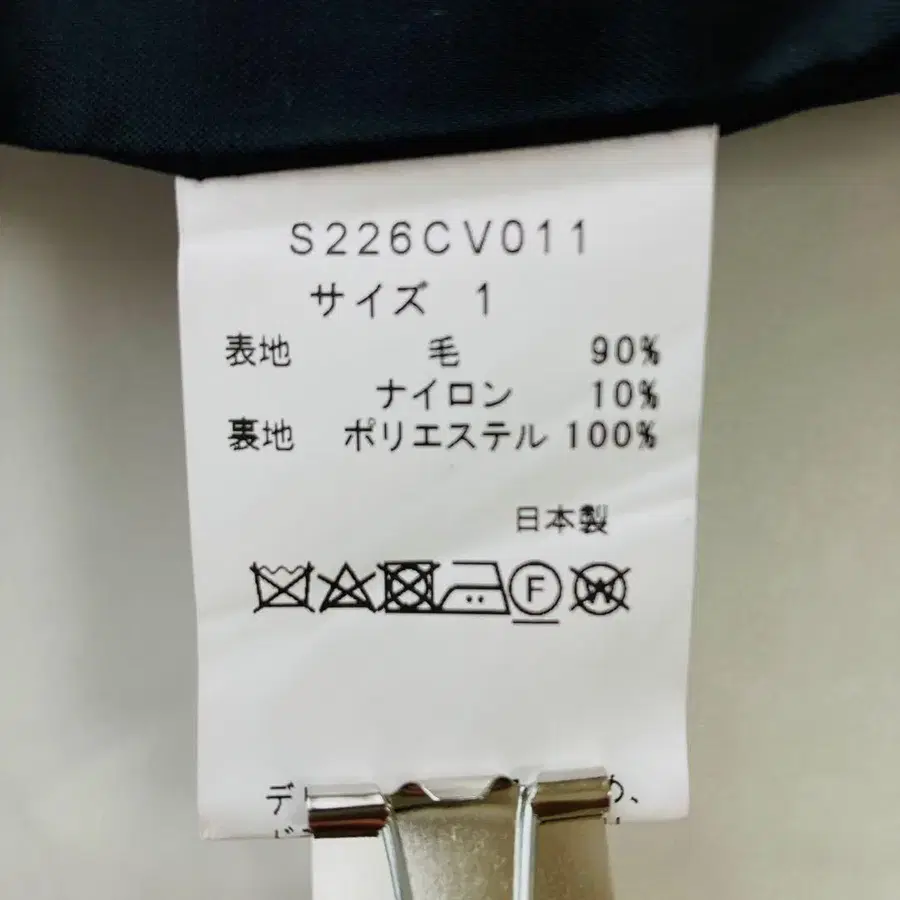 S226CV011
サイズ 1
表地 毛 90%
ナイロン 10%
裏地 ポリエステル 100%
日本製
F W